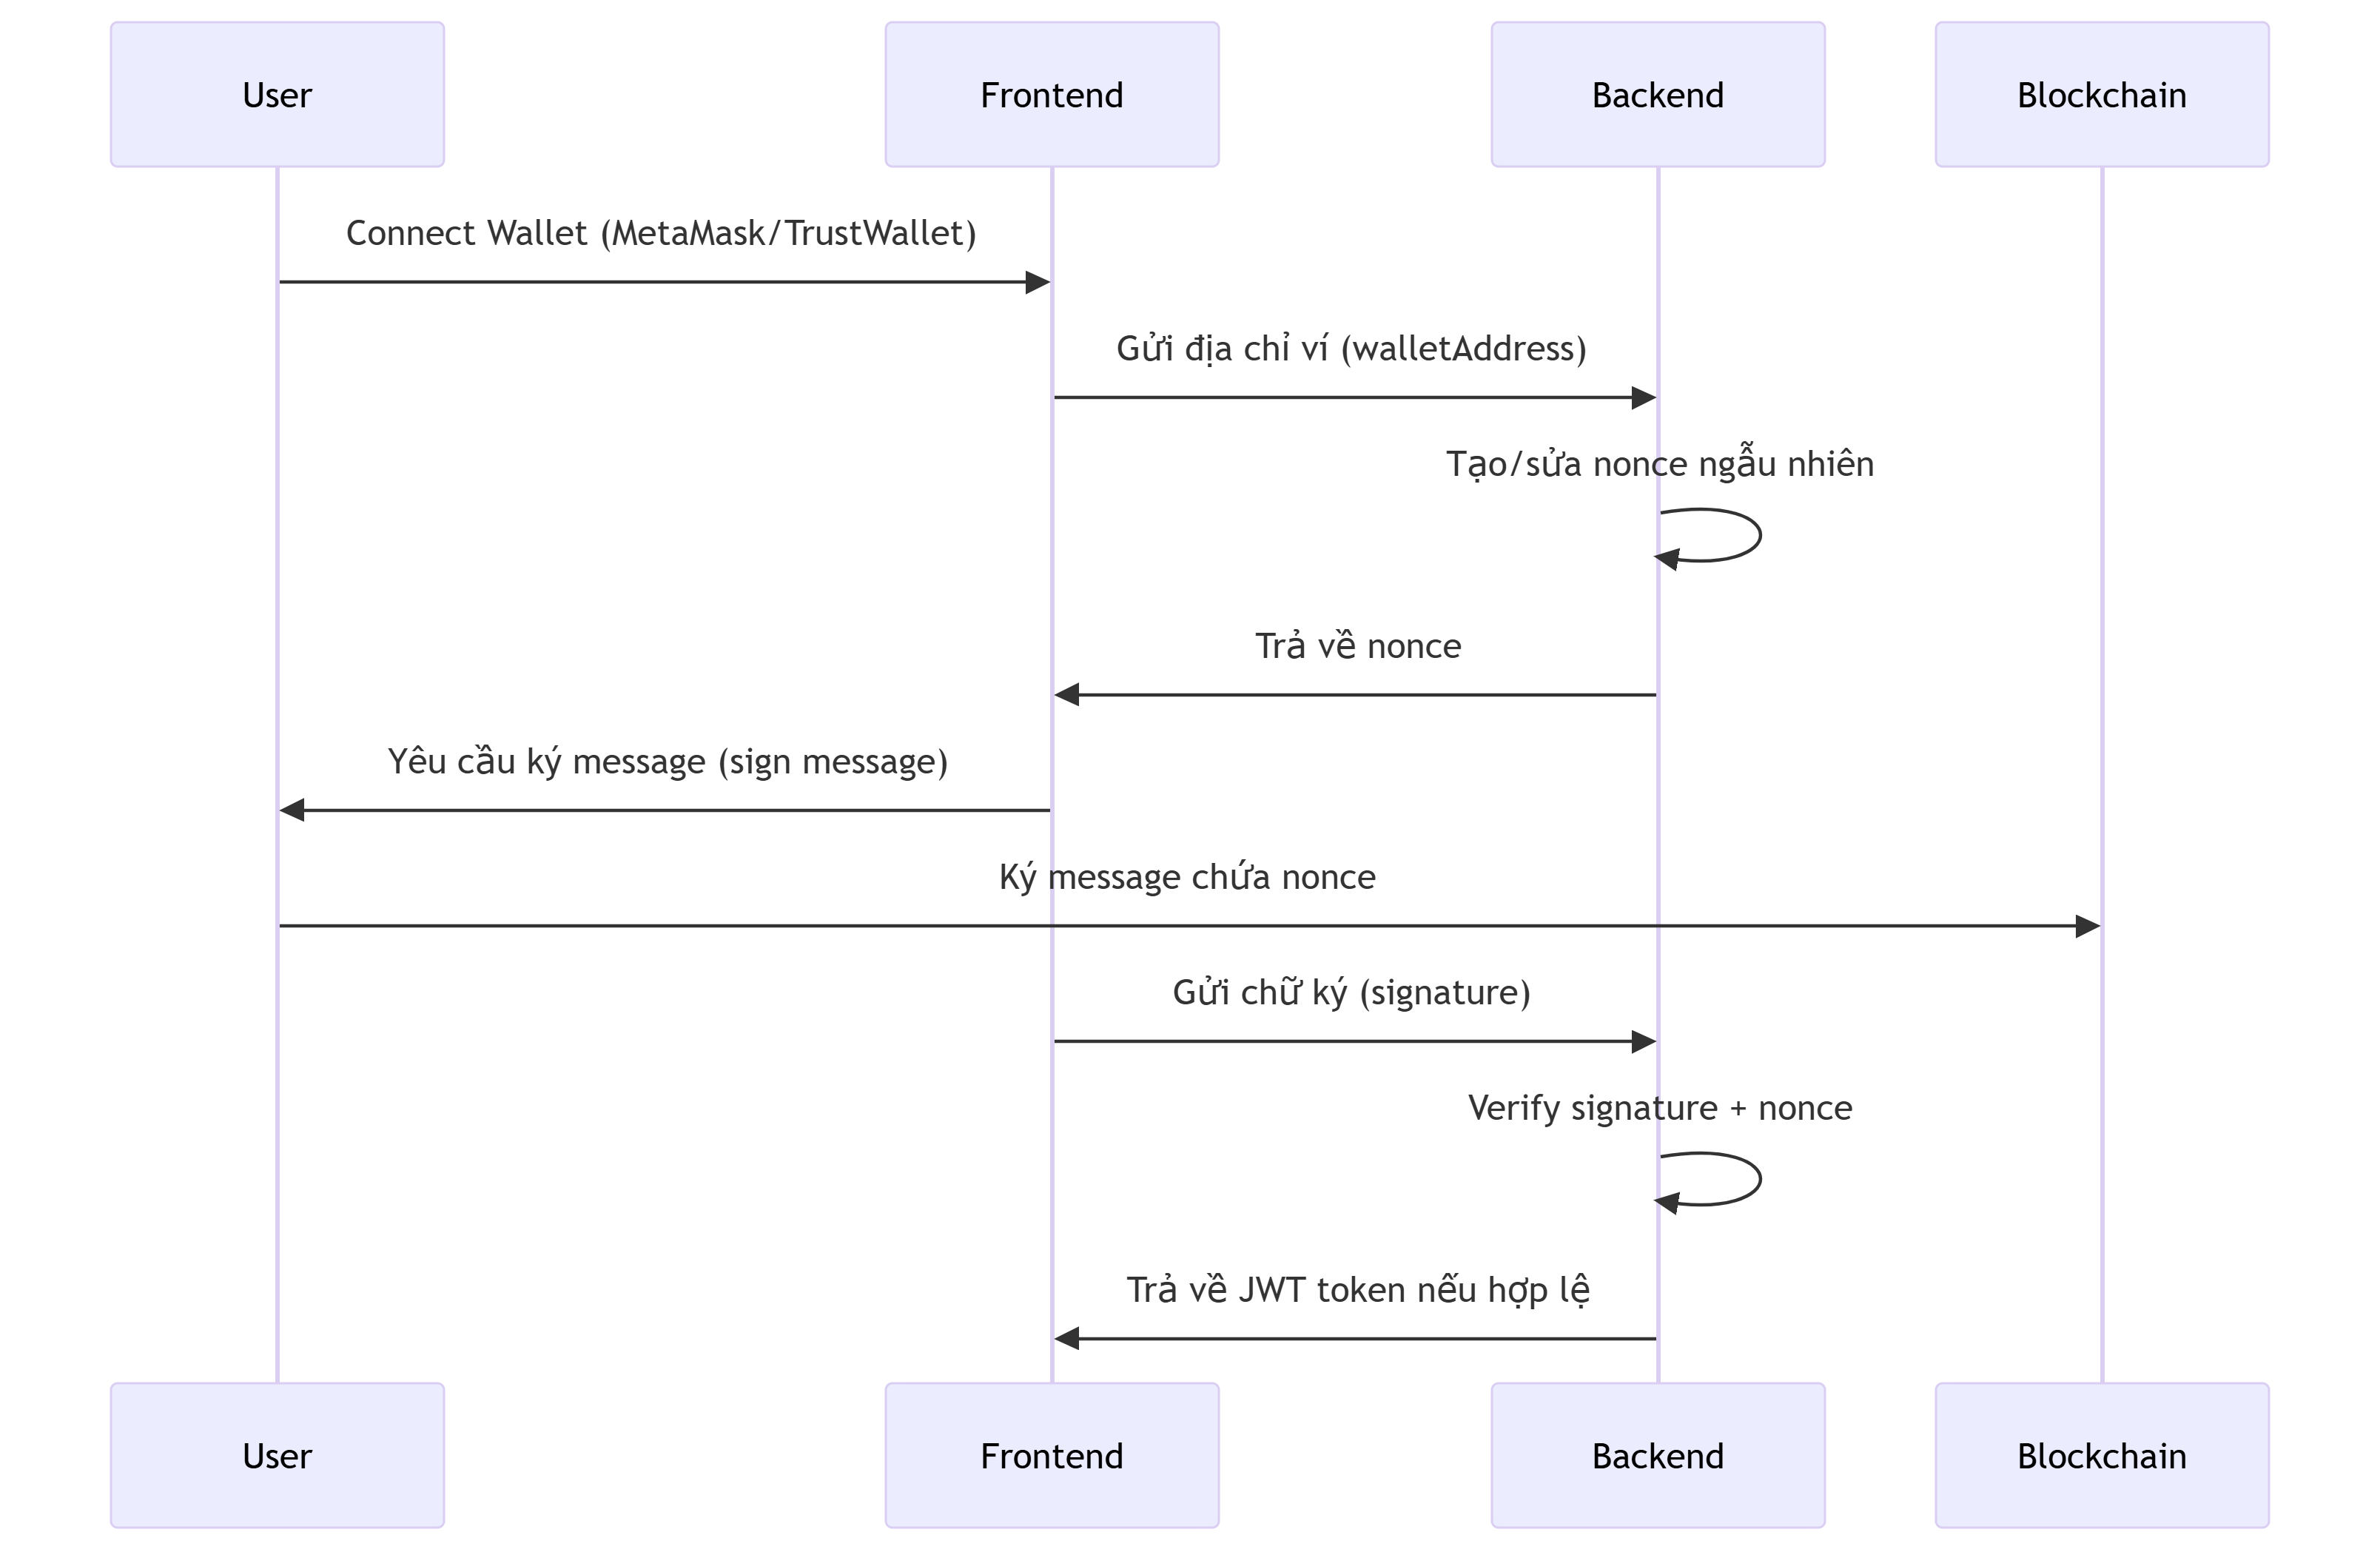 User
Frontend
Backend
Blockchain
Connect Wallet (MetaMask/TrustWallet)
Gửi địa chỉ ví (walletAddress)
Tạo/sửa nonce ngẫu nhiên
Trả về nonce
Yêu cầu ký message (sign message)
Ký message chứa nonce
Gửi chữ ký (signature)
Verify signature + nonce
Trả về JWT token nếu hợp lệ
User
Frontend
Backend
Blockchain